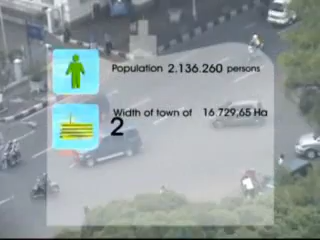 Population 2.136.260 persons
Width of town of 16 729,65 Ha
2